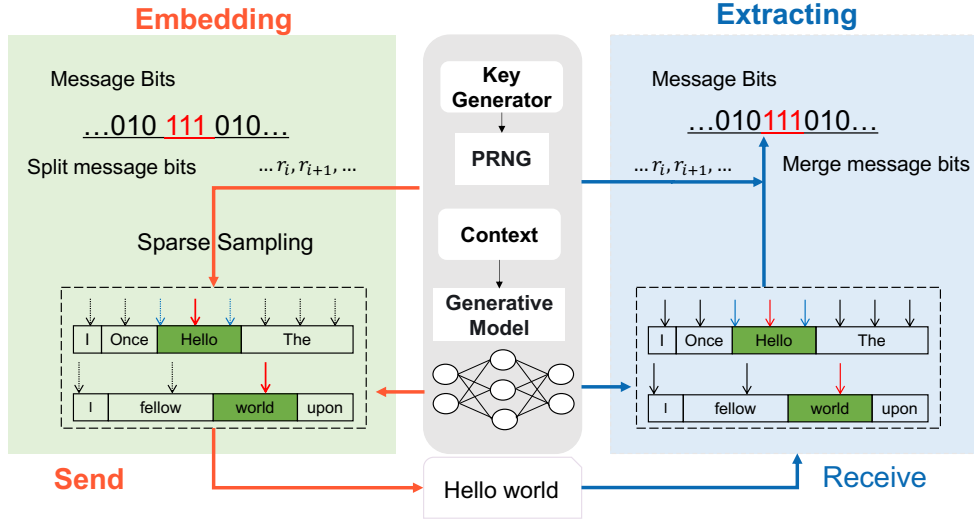 Embedding
Message Bits
...010 111 010...
Split message bits
... rᵢ, rᵢ₊₁, ...
Sparse Sampling
I Once Hello The
I fellow world upon
Send
Key
Generator
PRNG
Context
Generative
Model
Hello world
Extracting
Message Bits
...010111010...
... rᵢ, rᵢ₊₁, ...
Merge message bits
I Once Hello The
I fellow world upon
Receive